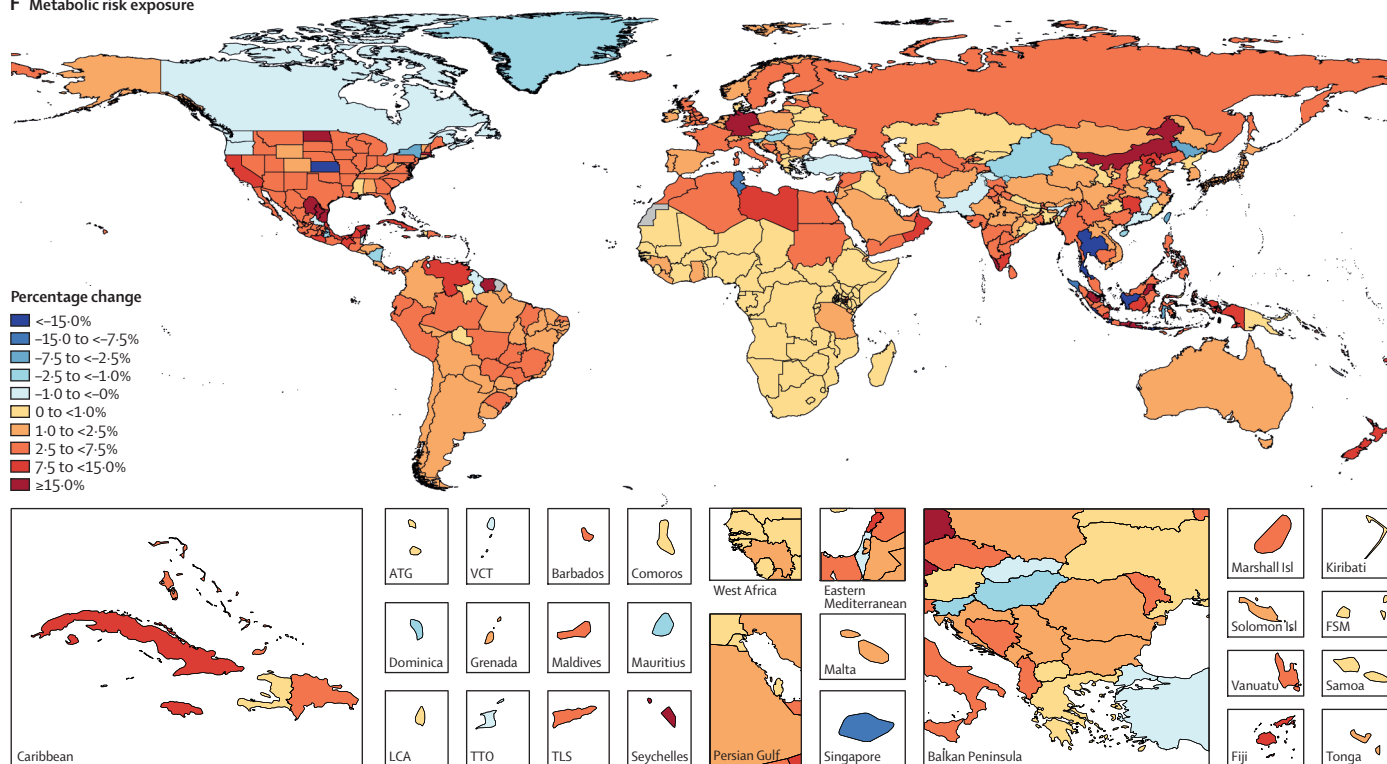 F Metabolic risk exposure
Percentage change
<–15·0%
–15·0 to <–7·5%
–7·5 to <–2·5%
–2·5 to <–1·0%
–1·0 to <–0%
0 to <1·0%
1·0 to <2·5%
2·5 to <7·5%
7·5 to <15·0%
≥15·0%
Caribbean
ATG
VCT
Barbados
Comoros
Dominica
Grenada
Maldives
Mauritius
LCA
TTO
TLS
Seychelles
West Africa
Eastern
Mediterranean
Persian Gulf
Malta
Singapore
Balkan Peninsula
Marshall Isl
Kiribati
Solomon Isl
FSM
Vanuatu
Samoa
Fiji
Tonga